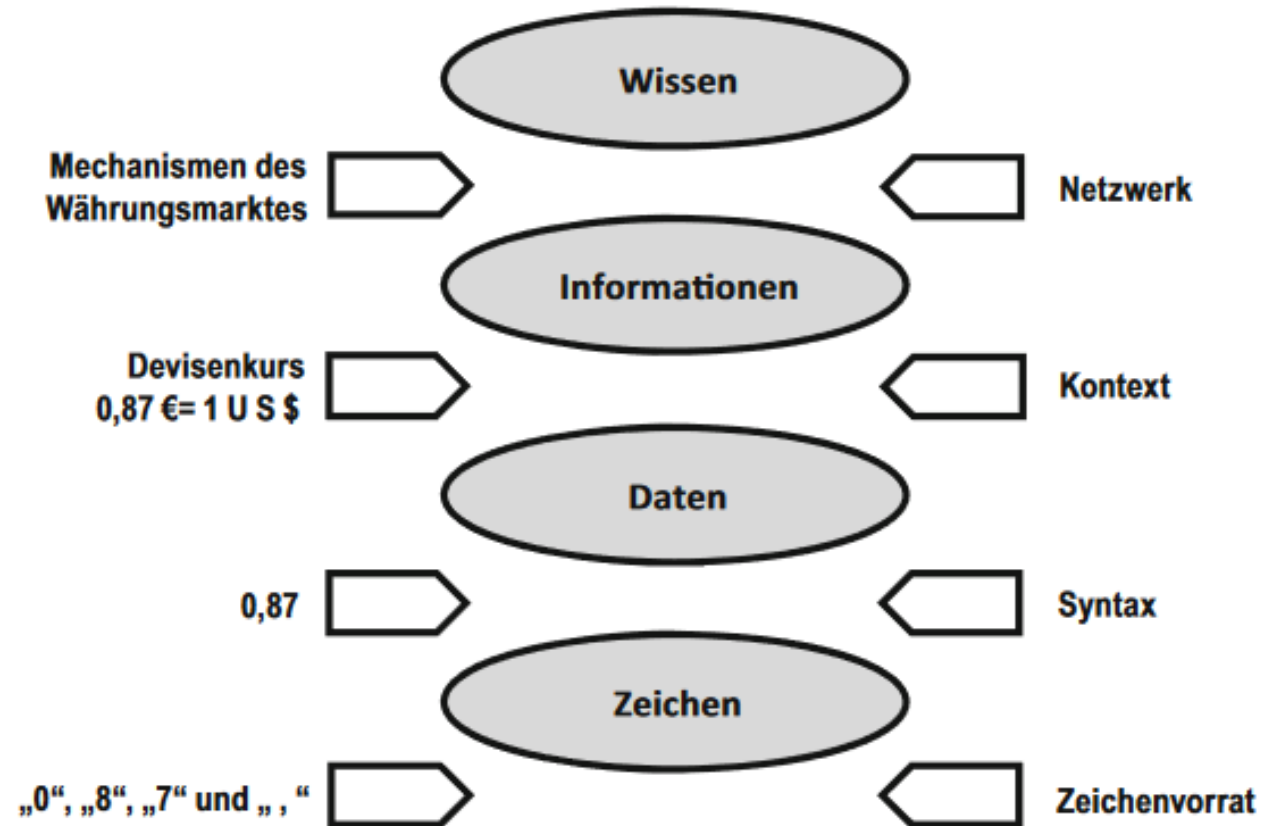 Wissen
Mechanismen des
Währungsmarktes
Netzwerk
Informationen
Devisenkurs
0,87 €= 1 U S $
Kontext
Daten
0,87
Syntax
Zeichen
„0“, „8“, „7“ und „ , “
Zeichenvorrat